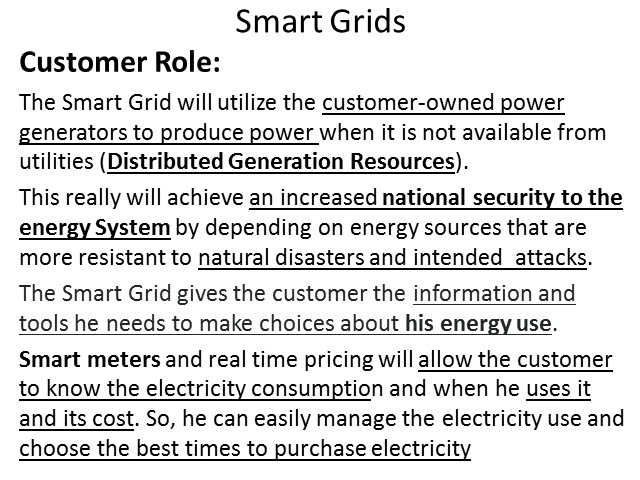 Smart Grids
Customer Role:
The Smart Grid will utilize the customer-owned power
generators to produce power when it is not available from
utilities (Distributed Generation Resources).
This really will achieve an increased national security to the
energy System by depending on energy sources that are
more resistant to natural disasters and intended attacks.
The Smart Grid gives the customer the information and
tools he needs to make choices about his energy use.
Smart meters and real time pricing will allow the customer
to know the electricity consumption and when he uses it
and its cost. So, he can easily manage the electricity use and
choose the best times to purchase electricity